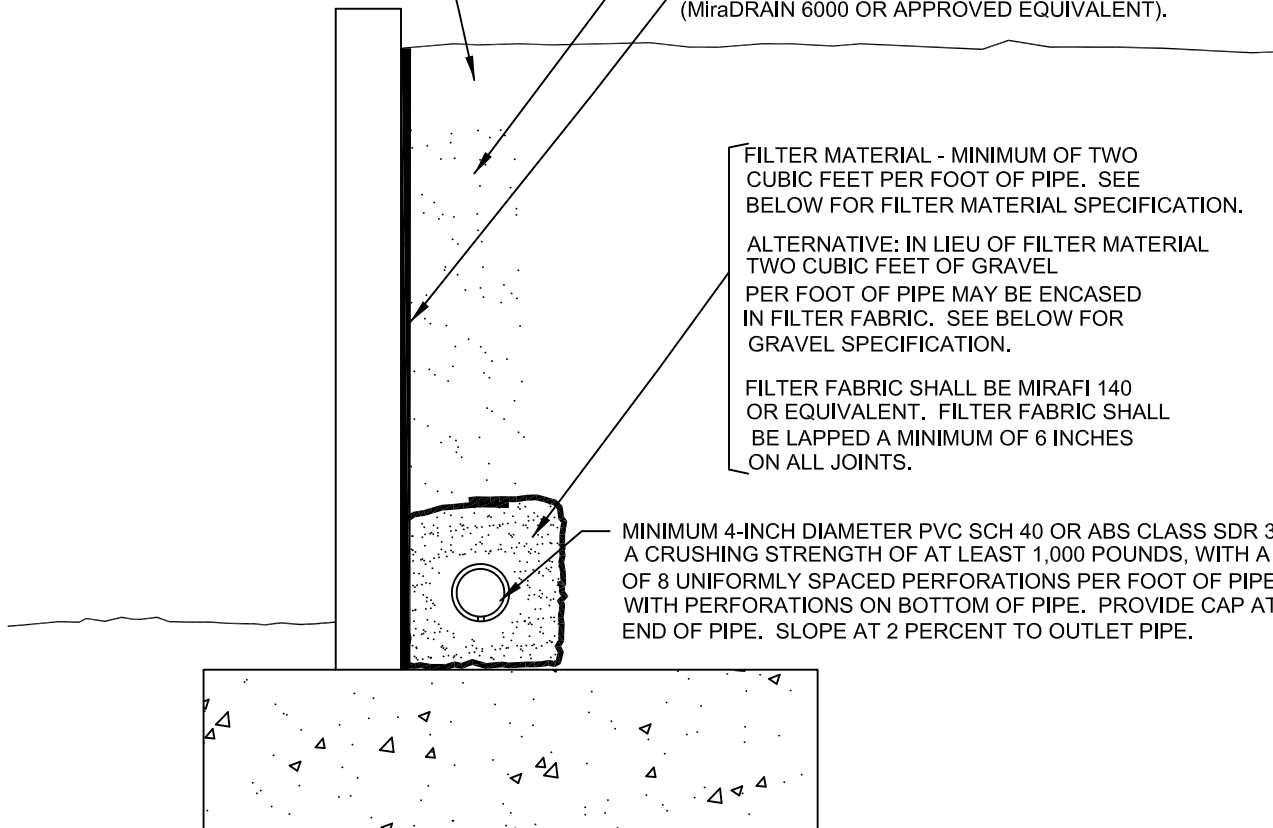 (MiraDRAIN 6000 OR APPROVED EQUIVALENT).
FILTER MATERIAL - MINIMUM OF TWO
CUBIC FEET PER FOOT OF PIPE. SEE
BELOW FOR FILTER MATERIAL SPECIFICATION.
ALTERNATIVE: IN LIEU OF FILTER MATERIAL
TWO CUBIC FEET OF GRAVEL
PER FOOT OF PIPE MAY BE ENCASED
IN FILTER FABRIC. SEE BELOW FOR
GRAVEL SPECIFICATION.
FILTER FABRIC SHALL BE MIRAFI 140
OR EQUIVALENT. FILTER FABRIC SHALL
BE LAPPED A MINIMUM OF 6 INCHES
ON ALL JOINTS.
MINIMUM 4-INCH DIAMETER PVC SCH 40 OR ABS CLASS SDR
A CRUSHING STRENGTH OF AT LEAST 1,000 POUNDS, WITH A
OF 8 UNIFORMLY SPACED PERFORATIONS PER FOOT OF PIPE
WITH PERFORATIONS ON BOTTOM OF PIPE. PROVIDE CAP AT
END OF PIPE. SLOPE AT 2 PERCENT TO OUTLET PIPE.